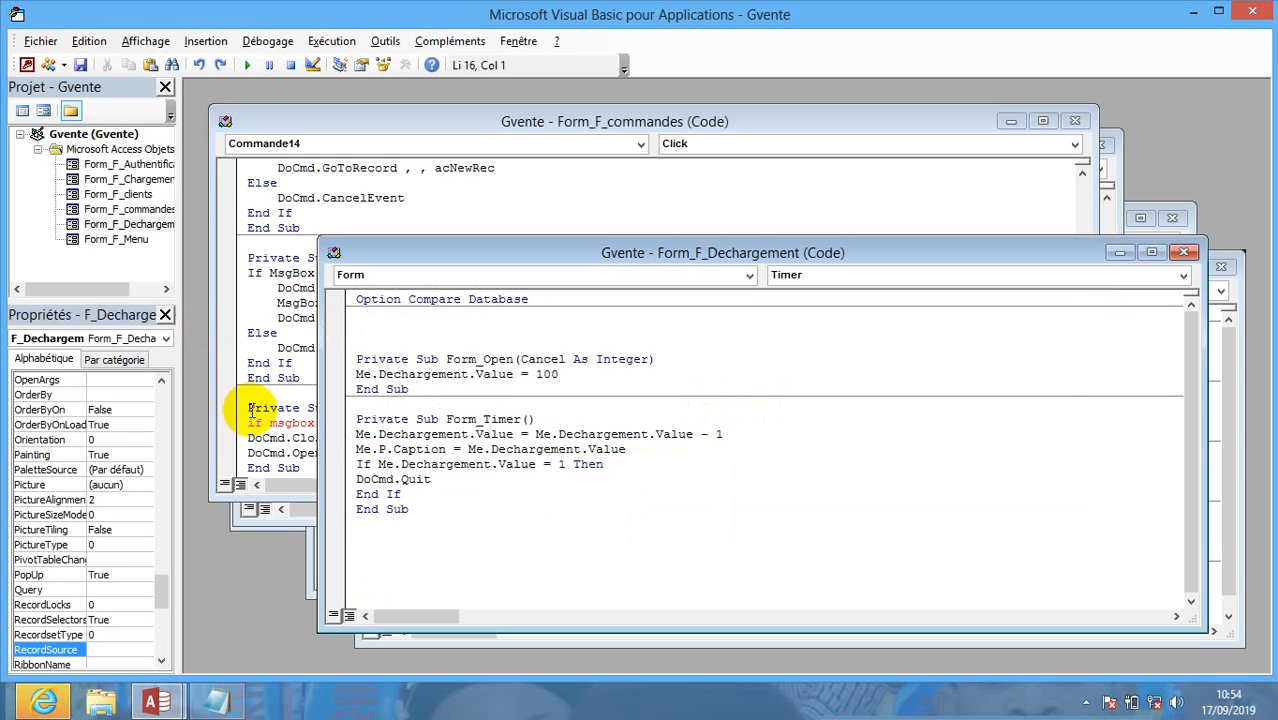 Microsoft Visual Basic pour Applications - Gvente
Fichier Edition Affichage Insertion Débogage Exécution Outils Compléments Fenêtre ?
Li 16, Col 1
Projet - Gvente
Gvente (Gvente)
Microsoft Access Objets
Form_F_Authentifica
Form_F_Chargemen
Form_F_clients
Form_F_commandes
Form_F_Dechargem
Form_F_Menu
Propriétés - F_Decharge
F_Dechargem Form_F_Decha
Alphabétique Par catégorie
OpenArgs
OrderBy
OrderByOn False
OrderByOnLoad True
Orientation 0
Painting True
PaletteSource (Par défaut)
Picture (aucun)
PictureAlignmen 2
PictureSizeMode 0
PictureTiling False
PictureType 0
PivotTableChang
PopUp True
Query
RecordLocks 0
RecordSelectors True
RecordsetType 0
RecordSource
RibbonName
Gvente - Form_F_commandes (Code)
Commande14 Click
DoCmd.GoToRecord , , acNewRec
Else
DoCmd.CancelEvent
End If
End Sub
Private Su
If MsgBox
DoCm
MsgB
DoCm
Else
DoCm
End If
End Sub
Private Su
if msgbox
DoCmd.Clo
DoCmd.Ope
End Sub
Gvente - Form_F_Dechargement (Code)
Form Timer
Option Compare Database
Private Sub Form_Open(Cancel As Integer)
Me.Dechargement.Value = 100
End Sub
Private Sub Form_Timer()
Me.Dechargement.Value = Me.Dechargement.Value - 1
Me.P.Caption = Me.Dechargement.Value
If Me.Dechargement.Value = 1 Then
DoCmd.Quit
End If
End Sub
10:54
17/09/2019